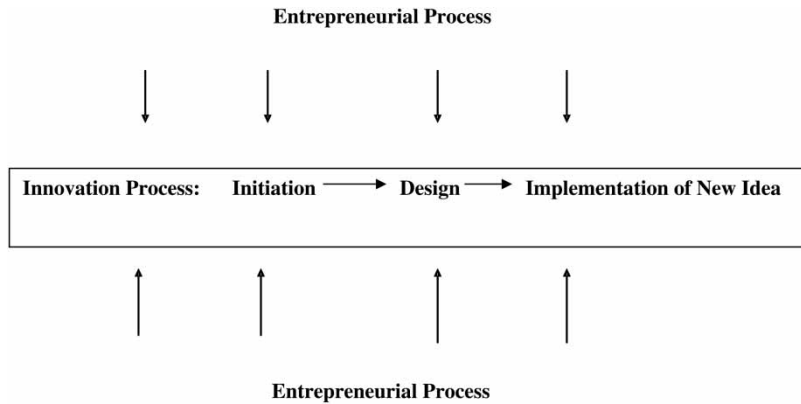 Entrepreneurial Process
Innovation Process: Initiation Design Implementation of New Idea
Entrepreneurial Process